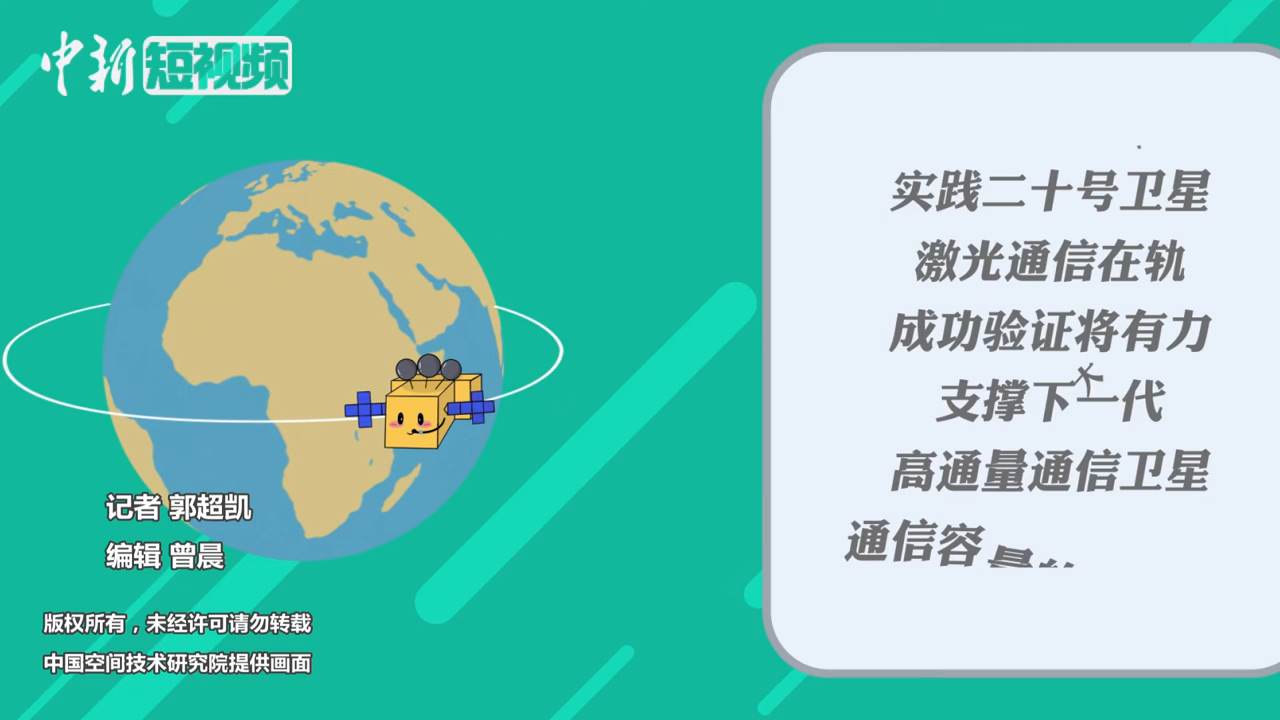 中新短视频
实践二十号卫星
激光通信在轨
成功验证将有力
支撑下一代
高通量通信卫星
通信容
记者 郭超凯
编辑 曾晨
版权所有，未经许可请勿转载
中国空间技术研究院提供画面